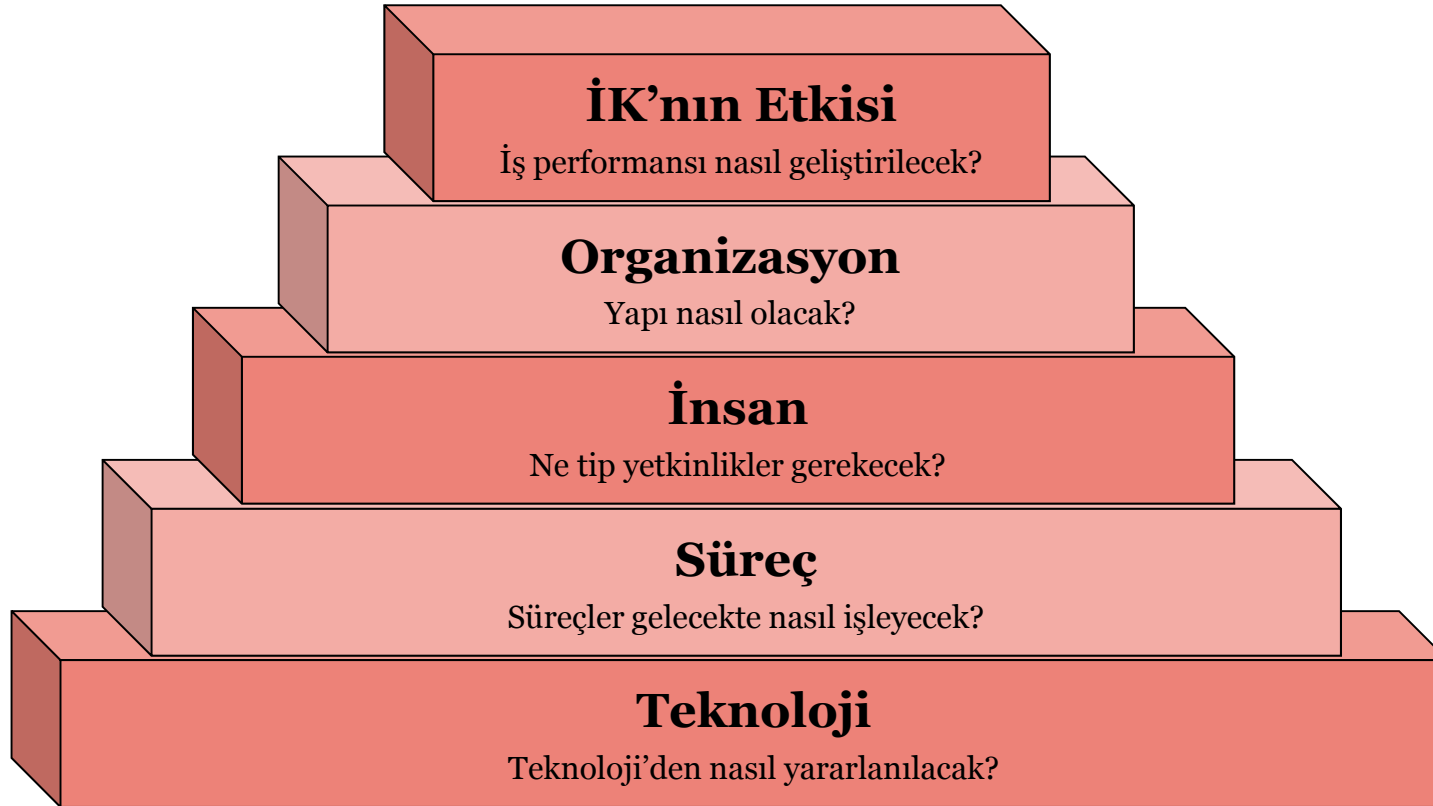 İK’nın Etkisi
İş performansı nasıl geliştirilecek?
Organizasyon
Yapı nasıl olacak?
İnsan
Ne tip yetkinlikler gerekecek?
Süreç
Süreçler gelecekte nasıl işleyecek?
Teknoloji
Teknoloji’den nasıl yararlanılacak?